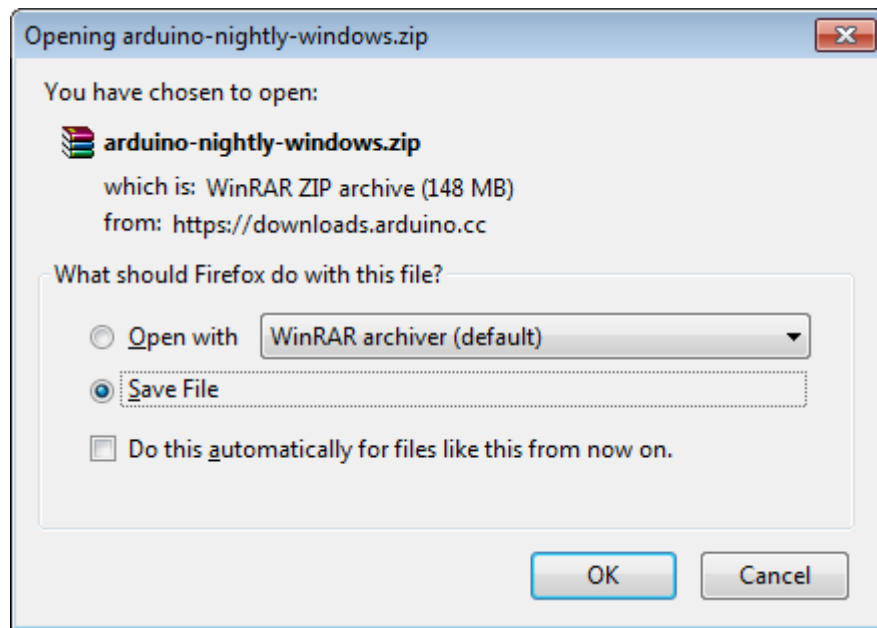 Opening arduino-nightly-windows.zip
You have chosen to open:
arduino-nightly-windows.zip
which is: WinRAR ZIP archive (148 MB)
from: https://downloads.arduino.cc
What should Firefox do with this file?
Open with WinRAR archiver (default)
Save File
Do this automatically for files like this from now on.
OK Cancel